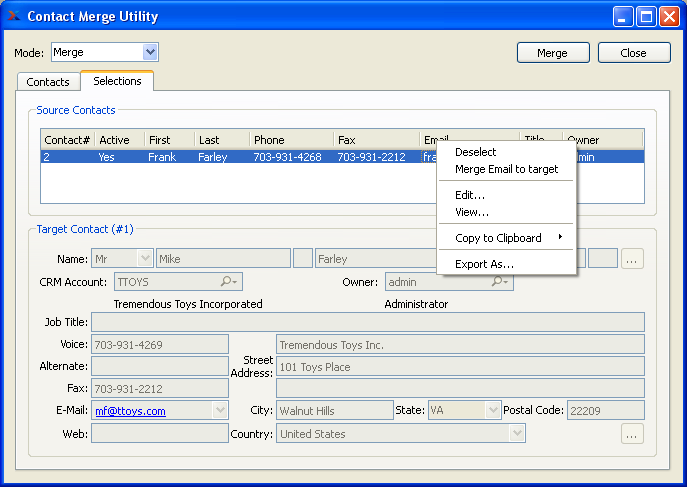 Contact Merge Utility
Mode: Merge Merge Close
Contacts Selections
Source Contacts
Contact# Active First Last Phone Fax Email Title Owner
2 Yes Frank Farley 703-931-4268 703-931-2212
Deselect
Merge Email to target
Edit...
View...
Copy to Clipboard
Export As...
Target Contact (#1)
Name: Mr Mike Farley ...
CRM Account: TTOYS Owner: admin
Tremendous Toys Incorporated Administrator
Job Title:
Voice: 703-931-4269 Tremendous Toys Inc.
Alternate: Street Address: 101 Toys Place
Fax: 703-931-2212
E-Mail: mf@ttoys.com City: Walnut Hills State: VA Postal Code: 22209
Web: Country: United States ...